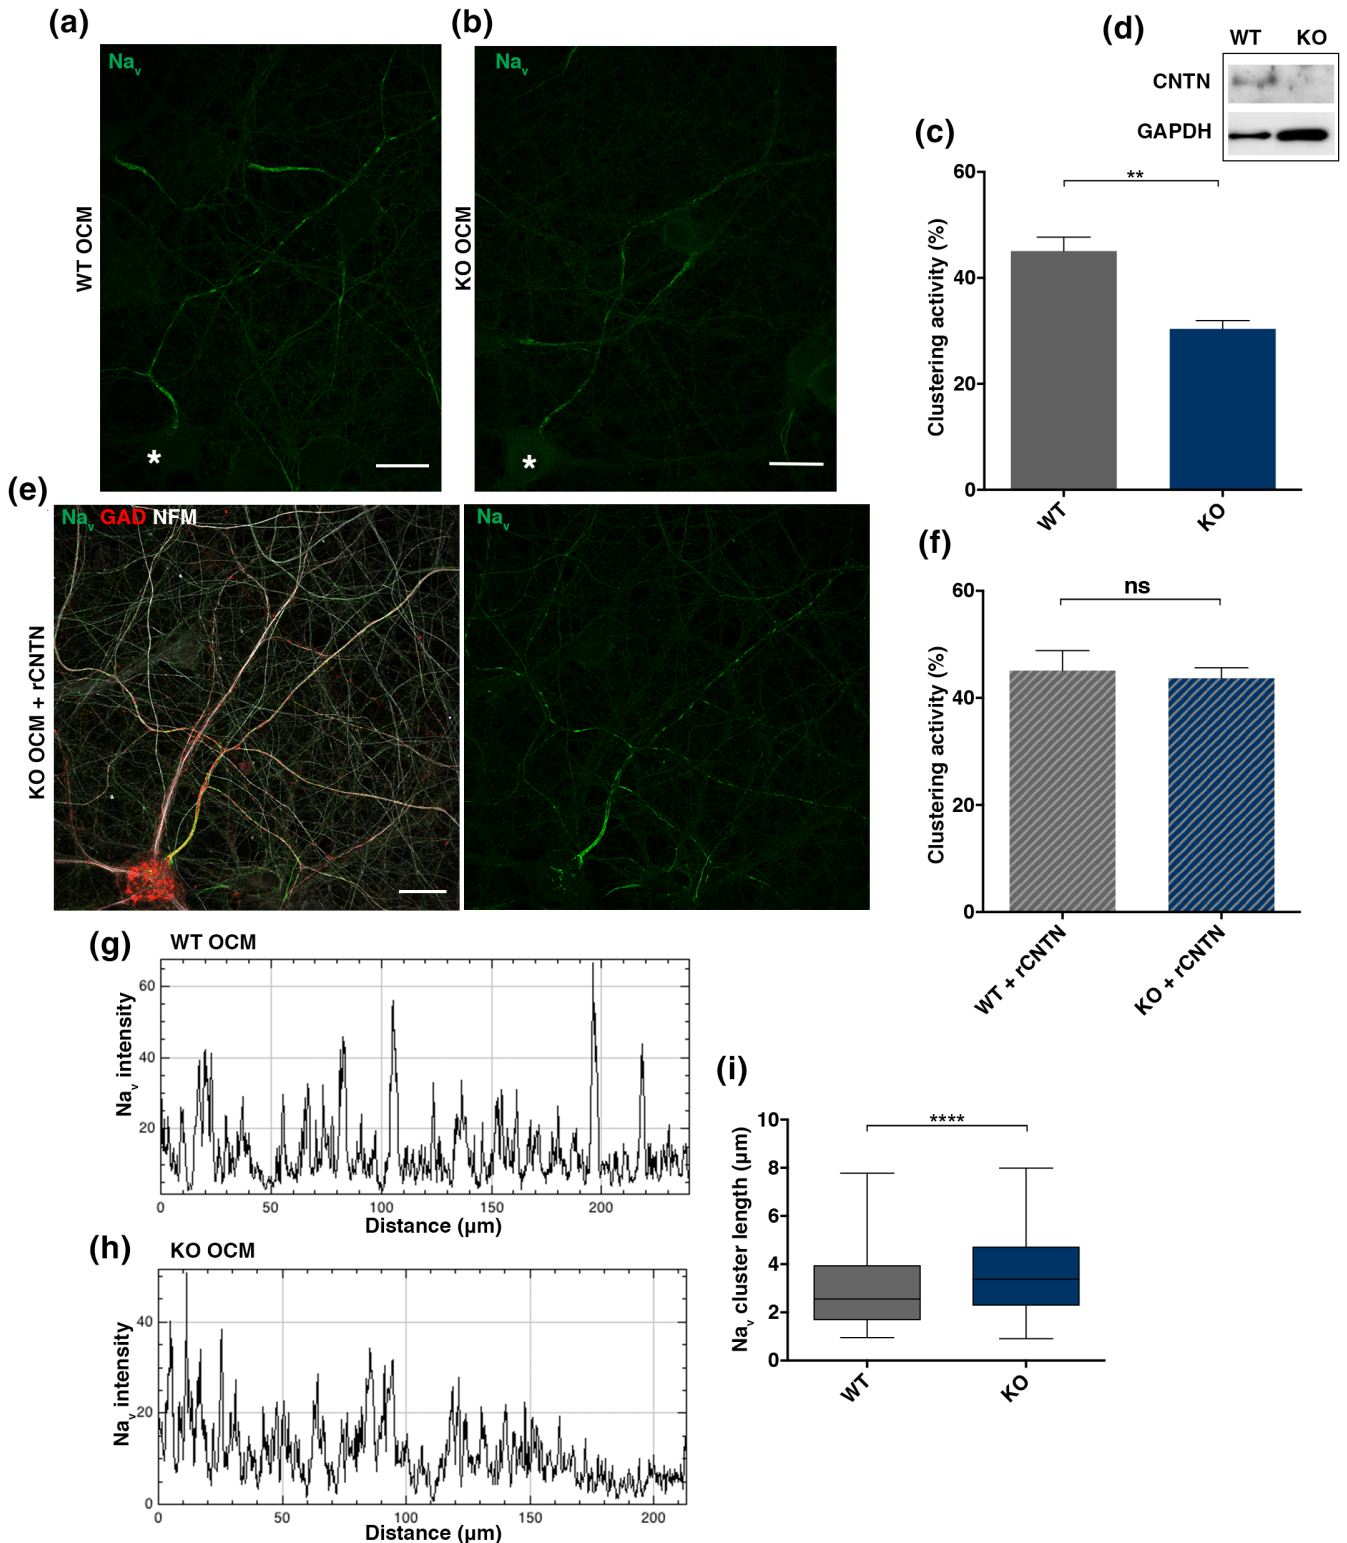 (a)
Nav
WT OCM
*
(b)
Nav
KO OCM
*
(c)
Clustering activity (%)
60
40
20
0
**
WT
KO
(d)
WT KO
CNTN
GAPDH
(e)
Nav GAD NFM
KO OCM + rCNTN
Nav
(f)
Clustering activity (%)
60
40
20
0
ns
WT + rCNTN
KO + rCNTN
(g)
WT OCM
Nav intensity
60
40
20
0 50 100 150 200
Distance (µm)
(h)
KO OCM
Nav intensity
40
20
0
0 50 100 150 200
Distance (µm)
(i)
Nav cluster length (µm)
10
8
6
4
2
0
****
WT
KO